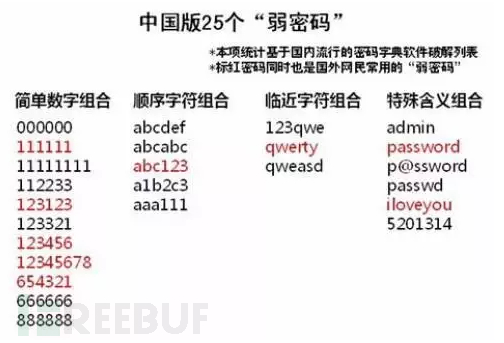 中国版25个“弱密码”
*本项统计基于国内流行的密码字典软件破解列表
*标红密码同时也是国外网民常用的“弱密码”
简单数字组合
000000
111111
11111111
112233
123123
123321
123456
12345678
654321
666666
888888
顺序字符组合
abcdef
abcabc
abc123
a1b2c3
aaa111
临近字符组合
123qwe
qwerty
qweasd
特殊含义组合
admin
password
p@ssword
passwd
iloveyou
5201314
REEBUF